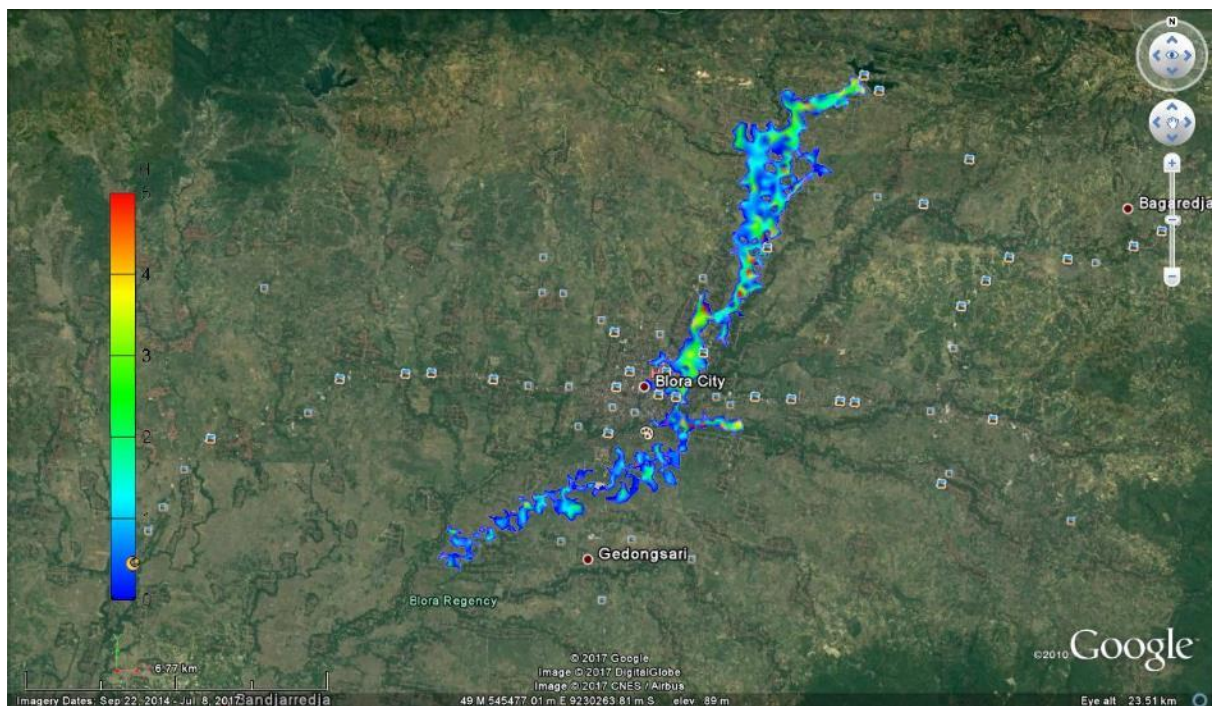 N
H
5
4
3
2
1
0
Bagaredja
Blora City
Gedongsari
Blora Regency
6.77 km
Bandjarredja
© 2017 Google
Image © 2017 DigitalGlobe
Image © 2017 CNES / Airbus
©2010 Google
Imagery Dates: Sep 22, 2014 - Jul 8, 2017
49 M 545477.01 m E 9230263.81 m S elev 89 m
Eye alt 23.51 km